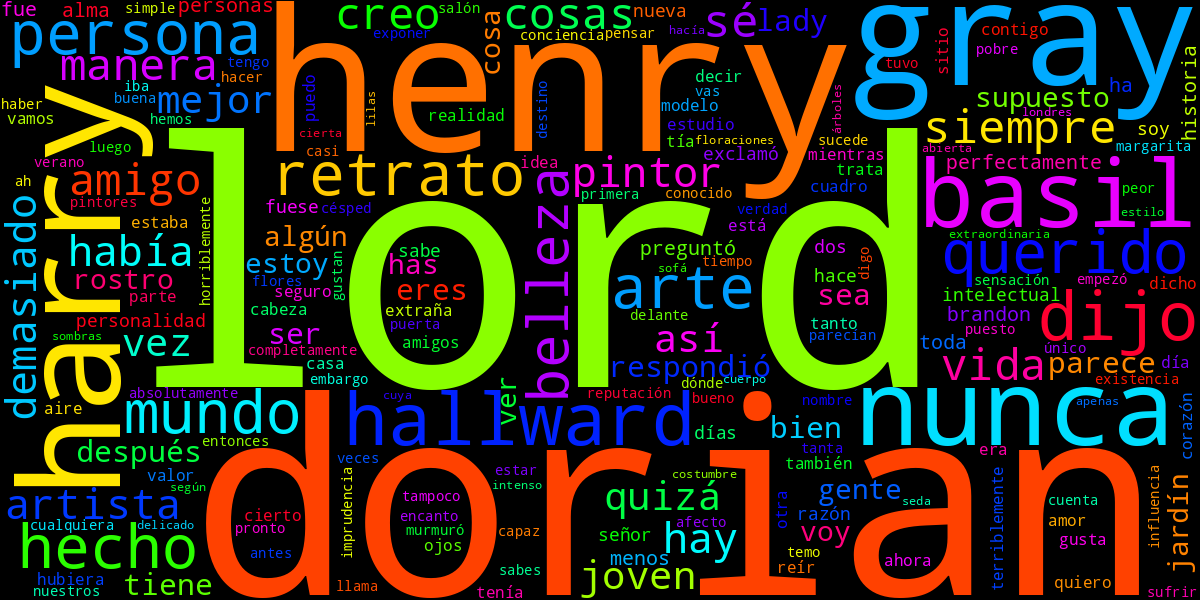 fue
alma
simple
personas
persona
manera
iba
hacer
haber
buena
mejor
vamos
hemos
harry
luego
verano
ah
amigo
pintores
estaba
demasiado
había
horriblemente
rostro
parte
personalidad
sombras
vez
henry
creo
salón
exponer
tengo
puedo
lilas
cosa
cosas
conciencia
pensar
nueva
hacía
sé
lady
realidad
destino
decir
vas
modelo
estudio
tía
floraciones
exclamó
árboles
cierta
casi
retrato
idea
pintor
primera
conocido
sucede
mientras
trata
cuadro
gray
tuvo
sitio
contigo
pobre
ha
historia
supuesto
londres
siempre
soy
margarita
abierta
perfectamente
basil
peor
estilo
extraordinaria
querido
sensación
empezó
dicho
intelectual
brandon
puesto
dijo
único
día
toda
vida
parece
existencia
lord
fuese
césped
algún
estoy
flores
gustan
seguro
cabeza
sabe
has
eres
extraña
puerta
amigos
ser
completamente
casa
embargo
belleza
verdad
está
preguntó
tiempo
sofá
arte
delante
dos
digo
hace
sea
tanto
parecían
así
respondió
dónde
cuerpo
absolutamente
mundo
cuya
hallward
ver
reputación
bueno
nombre
nunca
apenas
corazón
después
entonces
valor
según
veces
días
bien
tanta
también
era
artista
cualquiera
delicado
hecho
hubiera
nuestros
tiene
dorian
cierto
pronto
antes
imprudencia
llama
tampoco
encanto
murmuró
ojos
estar
intenso
capaz
sabes
tenía
costumbre
quizá
señor
afecto
menos
hay
joven
otra
gente
seda
razón
voy
temo
reír
ahora
terriblemente
cuenta
amor
gusta
quiero
influencia
jardín
sufrir
aire